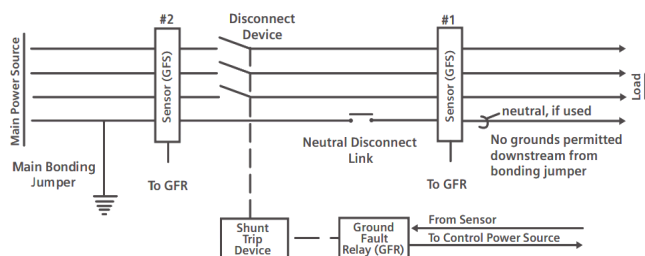 #2
Disconnect
Device
#1
Main Power Source
Sensor (GFS)
Sensor (GFS)
Load
neutral, if used
Neutral Disconnect
Link
No grounds permitted
downstream from
bonding jumper
Main Bonding
Jumper
To GFR
To GFR
Shunt
Trip
Device
Ground
Fault
Relay (GFR)
From Sensor
To Control Power Source